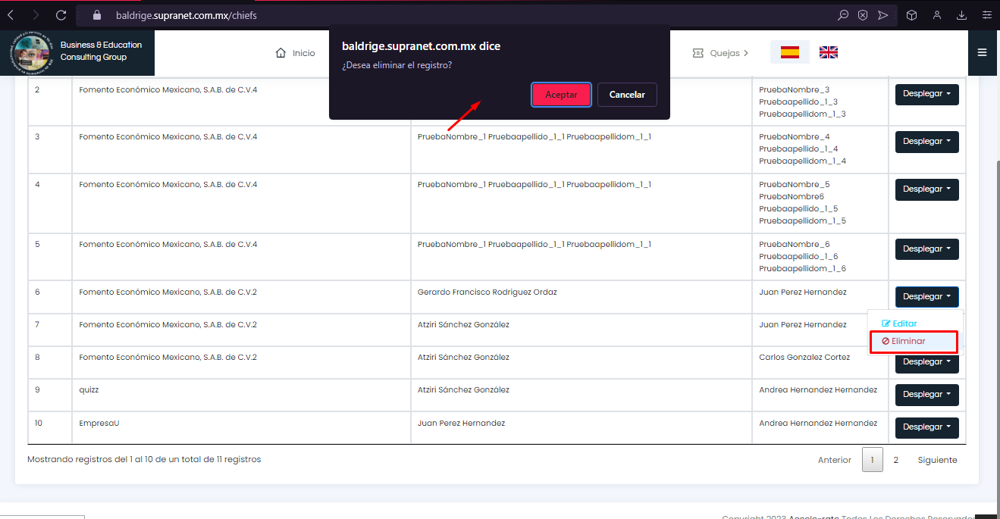 baldrige.supranet.com.mx/chiefs
Business & Education
Consulting Group
Inicio
baldrige.supranet.com.mx dice
¿Desea eliminar el registro?
Aceptar
Cancelar
Quejas
2
Fomento Económico Mexicano, S.A.B. de C.V.4
PruebaNombre_3
Pruebaapellido_1_3
Pruebaapellidom_1_3
Desplegar
3
Fomento Económico Mexicano, S.A.B. de C.V.4
PruebaNombre_1 Pruebaapellido_1_1 Pruebaapellidom_1_1
PruebaNombre_4
Pruebaapellido_1_4
Pruebaapellidom_1_4
Desplegar
4
Fomento Económico Mexicano, S.A.B. de C.V.4
PruebaNombre_1 Pruebaapellido_1_1 Pruebaapellidom_1_1
PruebaNombre_5
PruebaNombre6
Pruebaapellido_1_5
Pruebaapellidom_1_5
Desplegar
5
Fomento Económico Mexicano, S.A.B. de C.V.4
PruebaNombre_1 Pruebaapellido_1_1 Pruebaapellidom_1_1
PruebaNombre_6
Pruebaapellido_1_6
Pruebaapellidom_1_6
Desplegar
6
Fomento Económico Mexicano, S.A.B. de C.V.2
Gerardo Francisco Rodriguez Ordaz
Juan Perez Hernandez
Desplegar
Editar
Eliminar
7
Fomento Económico Mexicano, S.A.B. de C.V.2
Atziri Sánchez González
Juan Perez Hernandez
8
Fomento Económico Mexicano, S.A.B. de C.V.2
Atziri Sánchez González
Carlos Gonzalez Cortez
Desplegar
9
quizz
Atziri Sánchez González
Andrea Hernandez Hernandez
Desplegar
10
EmpresaU
Juan Perez Hernandez
Andrea Hernandez Hernandez
Desplegar
Mostrando registros del 1 al 10 de un total de 11 registros
Anterior
1
2
Siguiente
Copyright 2023 Accelo-rate Todos Los Derechos Reservados